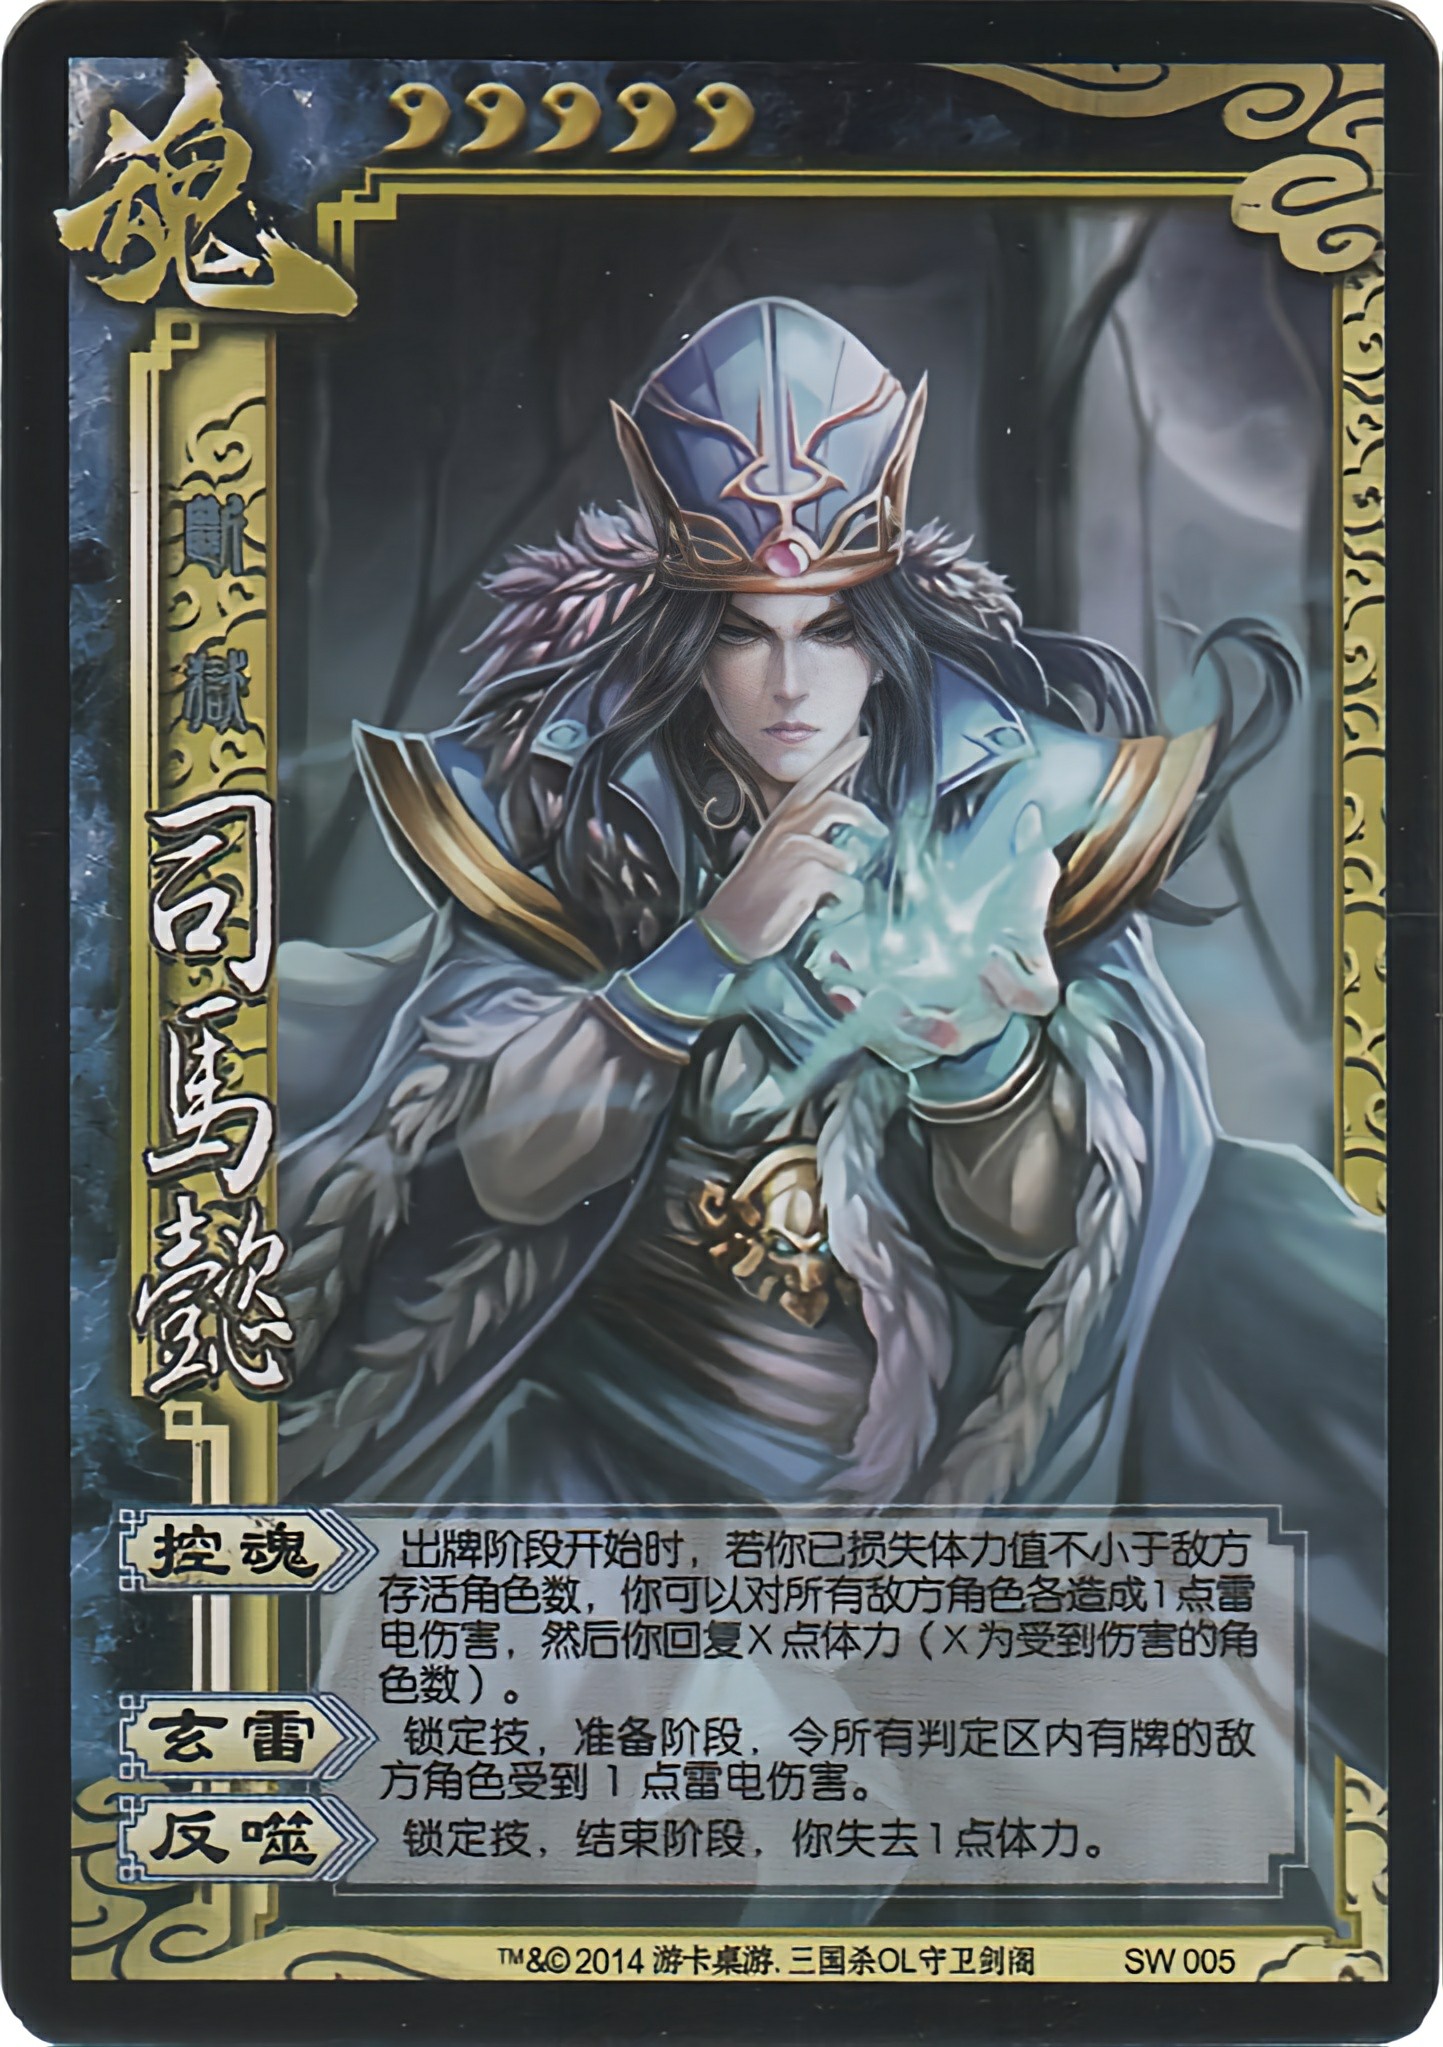 魂
斷獄
司馬懿
控魂
出牌阶段开始时，若你已损失体力值不小于敌方
存活角色数，你可以对所有敌方角色各造成1点雷
电伤害，然后你回复X点体力（X为受到伤害的角
色数）。
玄雷
锁定技，准备阶段，令所有判定区内有牌的敌
方角色受到1点雷电伤害。
反噬
锁定技，结束阶段，你失去1点体力。
™&©2014 游卡桌游.三国杀OL守卫剑阁
SW 005